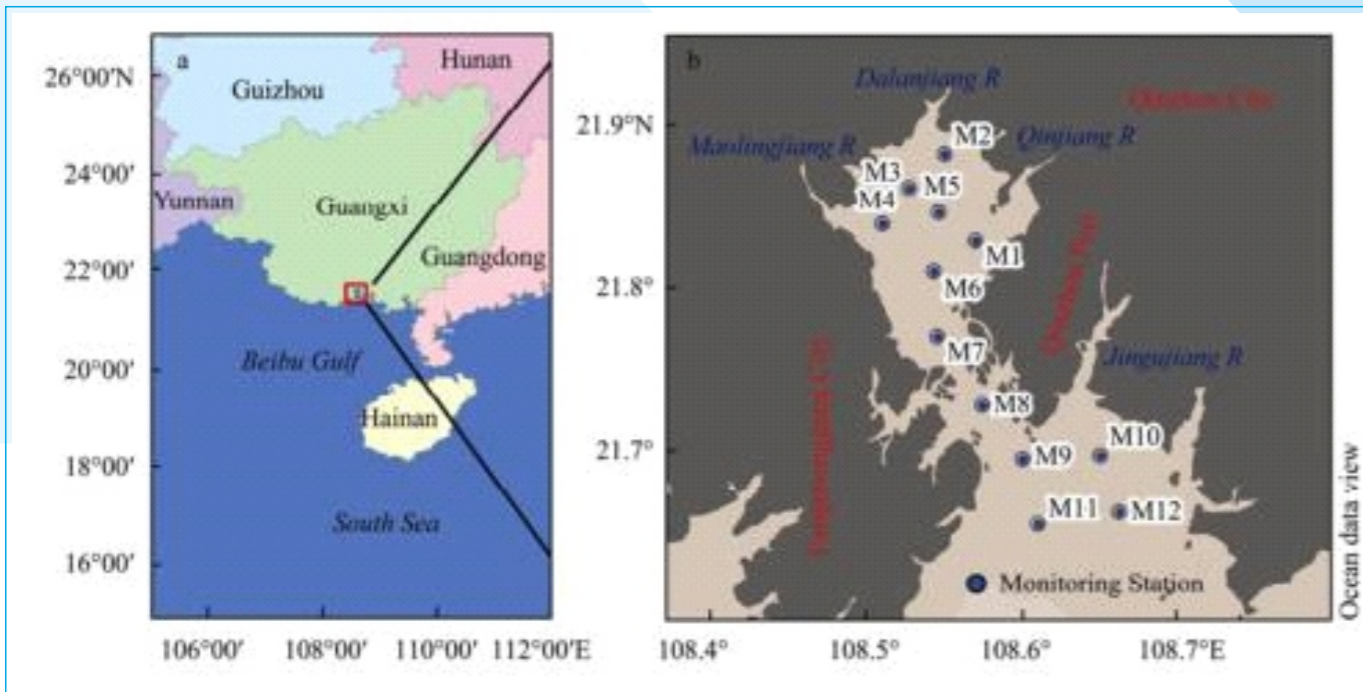 a
26°00′N
24°00′
22°00′
20°00′
18°00′
16°00′
106°00′
108°00′
110°00′
112°00′E
Hunan
Guizhou
Yunnan
Guangxi
Guangdong
Beibu Gulf
Hainan
South Sea
b
21.9°N
21.8°
21.7°
108.4°
108.5°
108.6°
108.7°E
Dalanjiang R
Maolingjiang R
Qinjiang R
Jingujiang R
M2
M3
M5
M4
M1
M6
M7
M8
M9
M10
M11
M12
Monitoring Station
Ocean data view